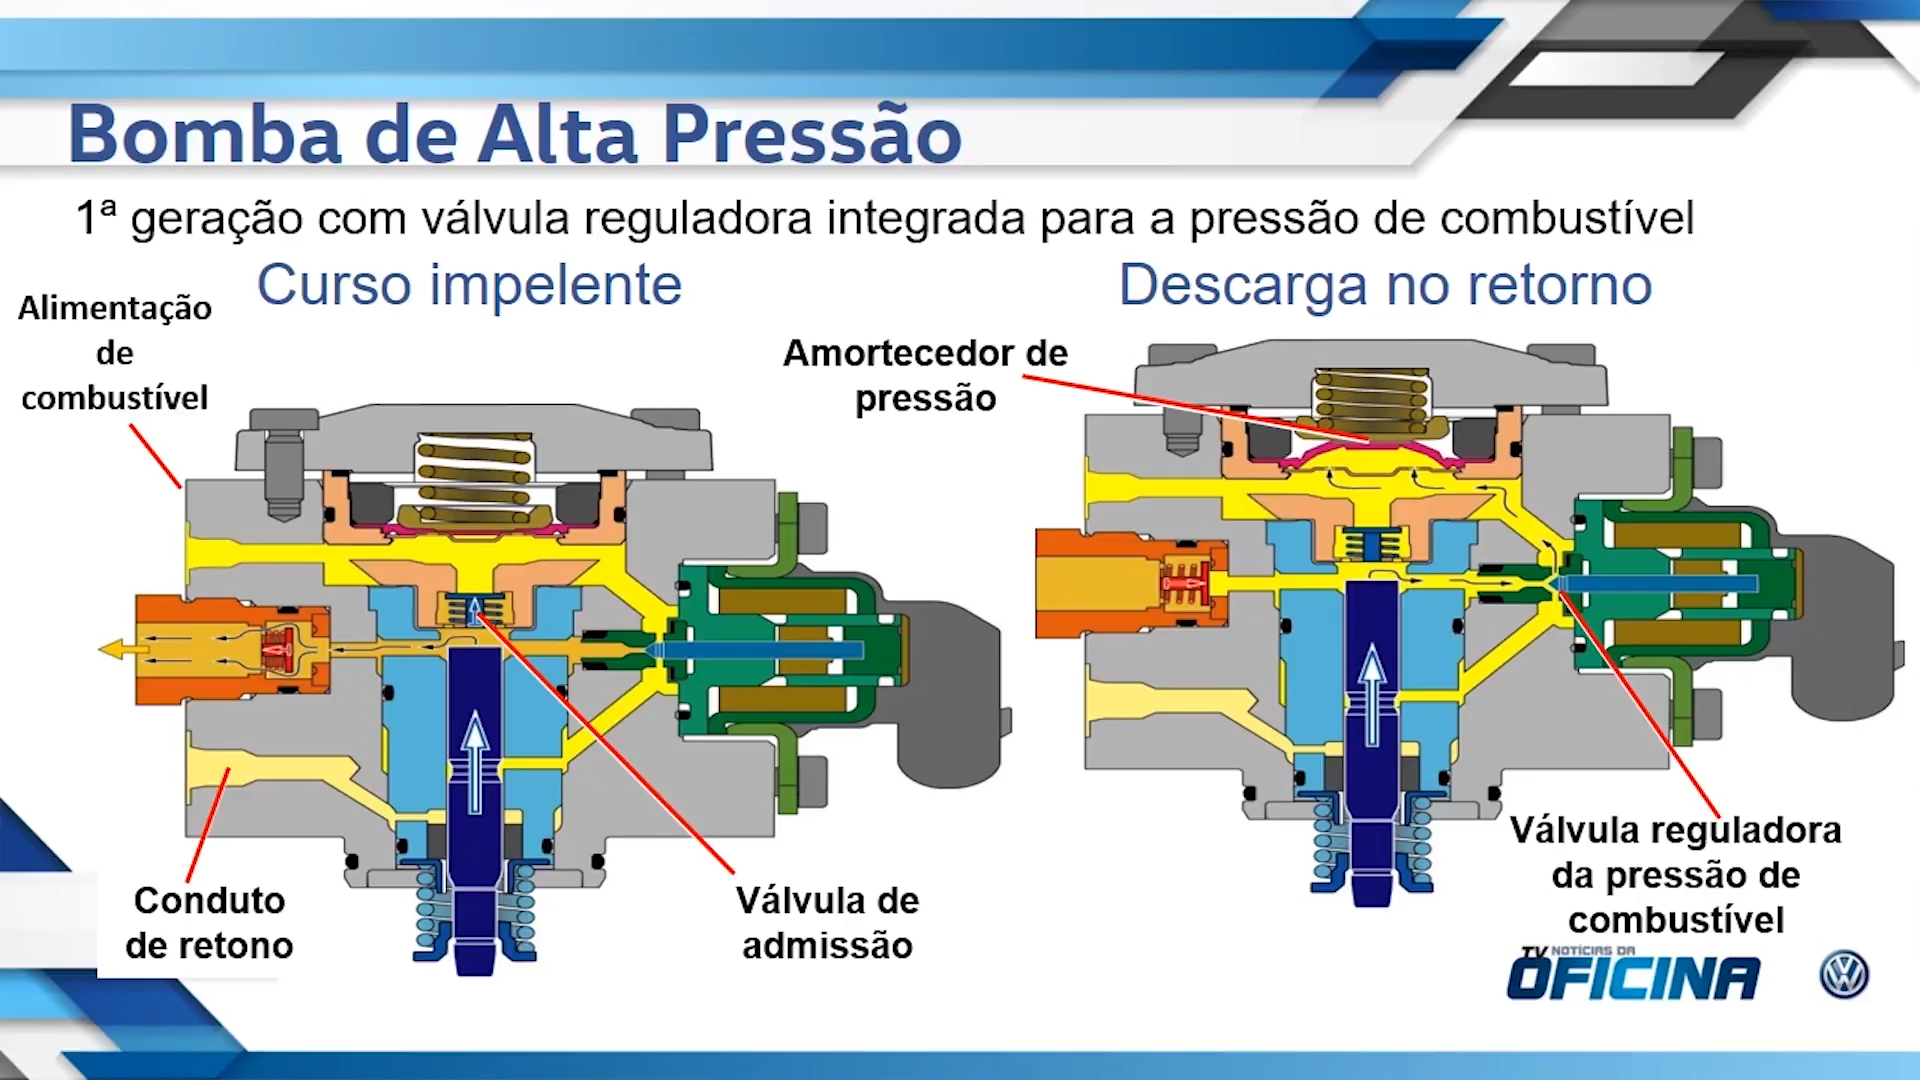 Bomba de Alta Pressão
1ª geração com válvula reguladora integrada para a pressão de combustível
Curso impelente
Descarga no retorno
Alimentação
de
combustível
Amortecedor de
pressão
Conduto
de retono
Válvula de
admissão
Válvula reguladora
da pressão de
combustível
TV NOTÍCIAS DA
OFICINA